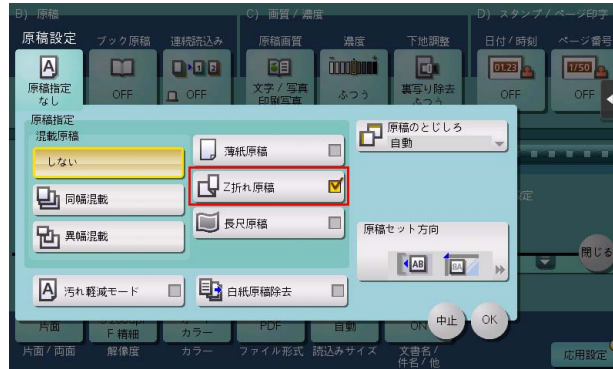 B) 原稿
C) 画質 / 濃度
D) スタンプ / ページ印字
原稿設定
ブック原稿
連続読込み
原稿画質
濃度
下地調整
日付 / 時刻
ページ番号
原稿指定
なし
OFF
OFF
文字 / 写真
印刷写真
ふつう
裏写り除去
ふつう
01.23
OFF
1/50
OFF
原稿指定
混載原稿
しない
同幅混載
異幅混載
薄紙原稿
Z折れ原稿
長尺原稿
原稿のとじしろ
自動
原稿セット方向
AB
BA
汚れ軽減モード
白紙原稿除去
中止
OK
閉じる
片面
F 精細
カラー
PDF
自動
ON
片面 / 両面
解像度
カラー
ファイル形式
読込みサイズ
文書名 /
件名 / 他
応用設定